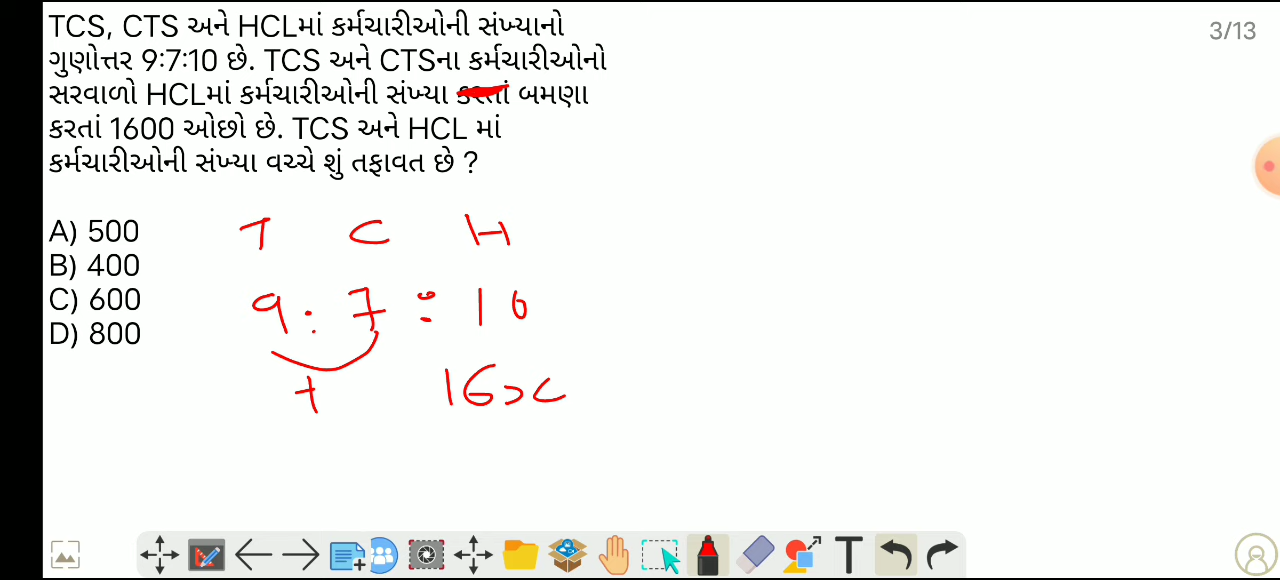 TCS, CTS અને HCLમાં કર્મચારીઓની સંખ્યાનો
3/13
ગુણોત્તર 9:7:10 છે. TCS અને CTSના કર્મચારીઓનો
સરવાળો HCLમાં કર્મચારીઓની સંખ્યા કરતાં બમણા
કરતાં 1600 ઓછો છે. TCS અને HCL માં
કર્મચારીઓની સંખ્યા વચ્ચે શું તફાવત છે ?
A) 500
B) 400
C) 600
D) 800
T C H
9 : 7 : 10
+ 16x
T